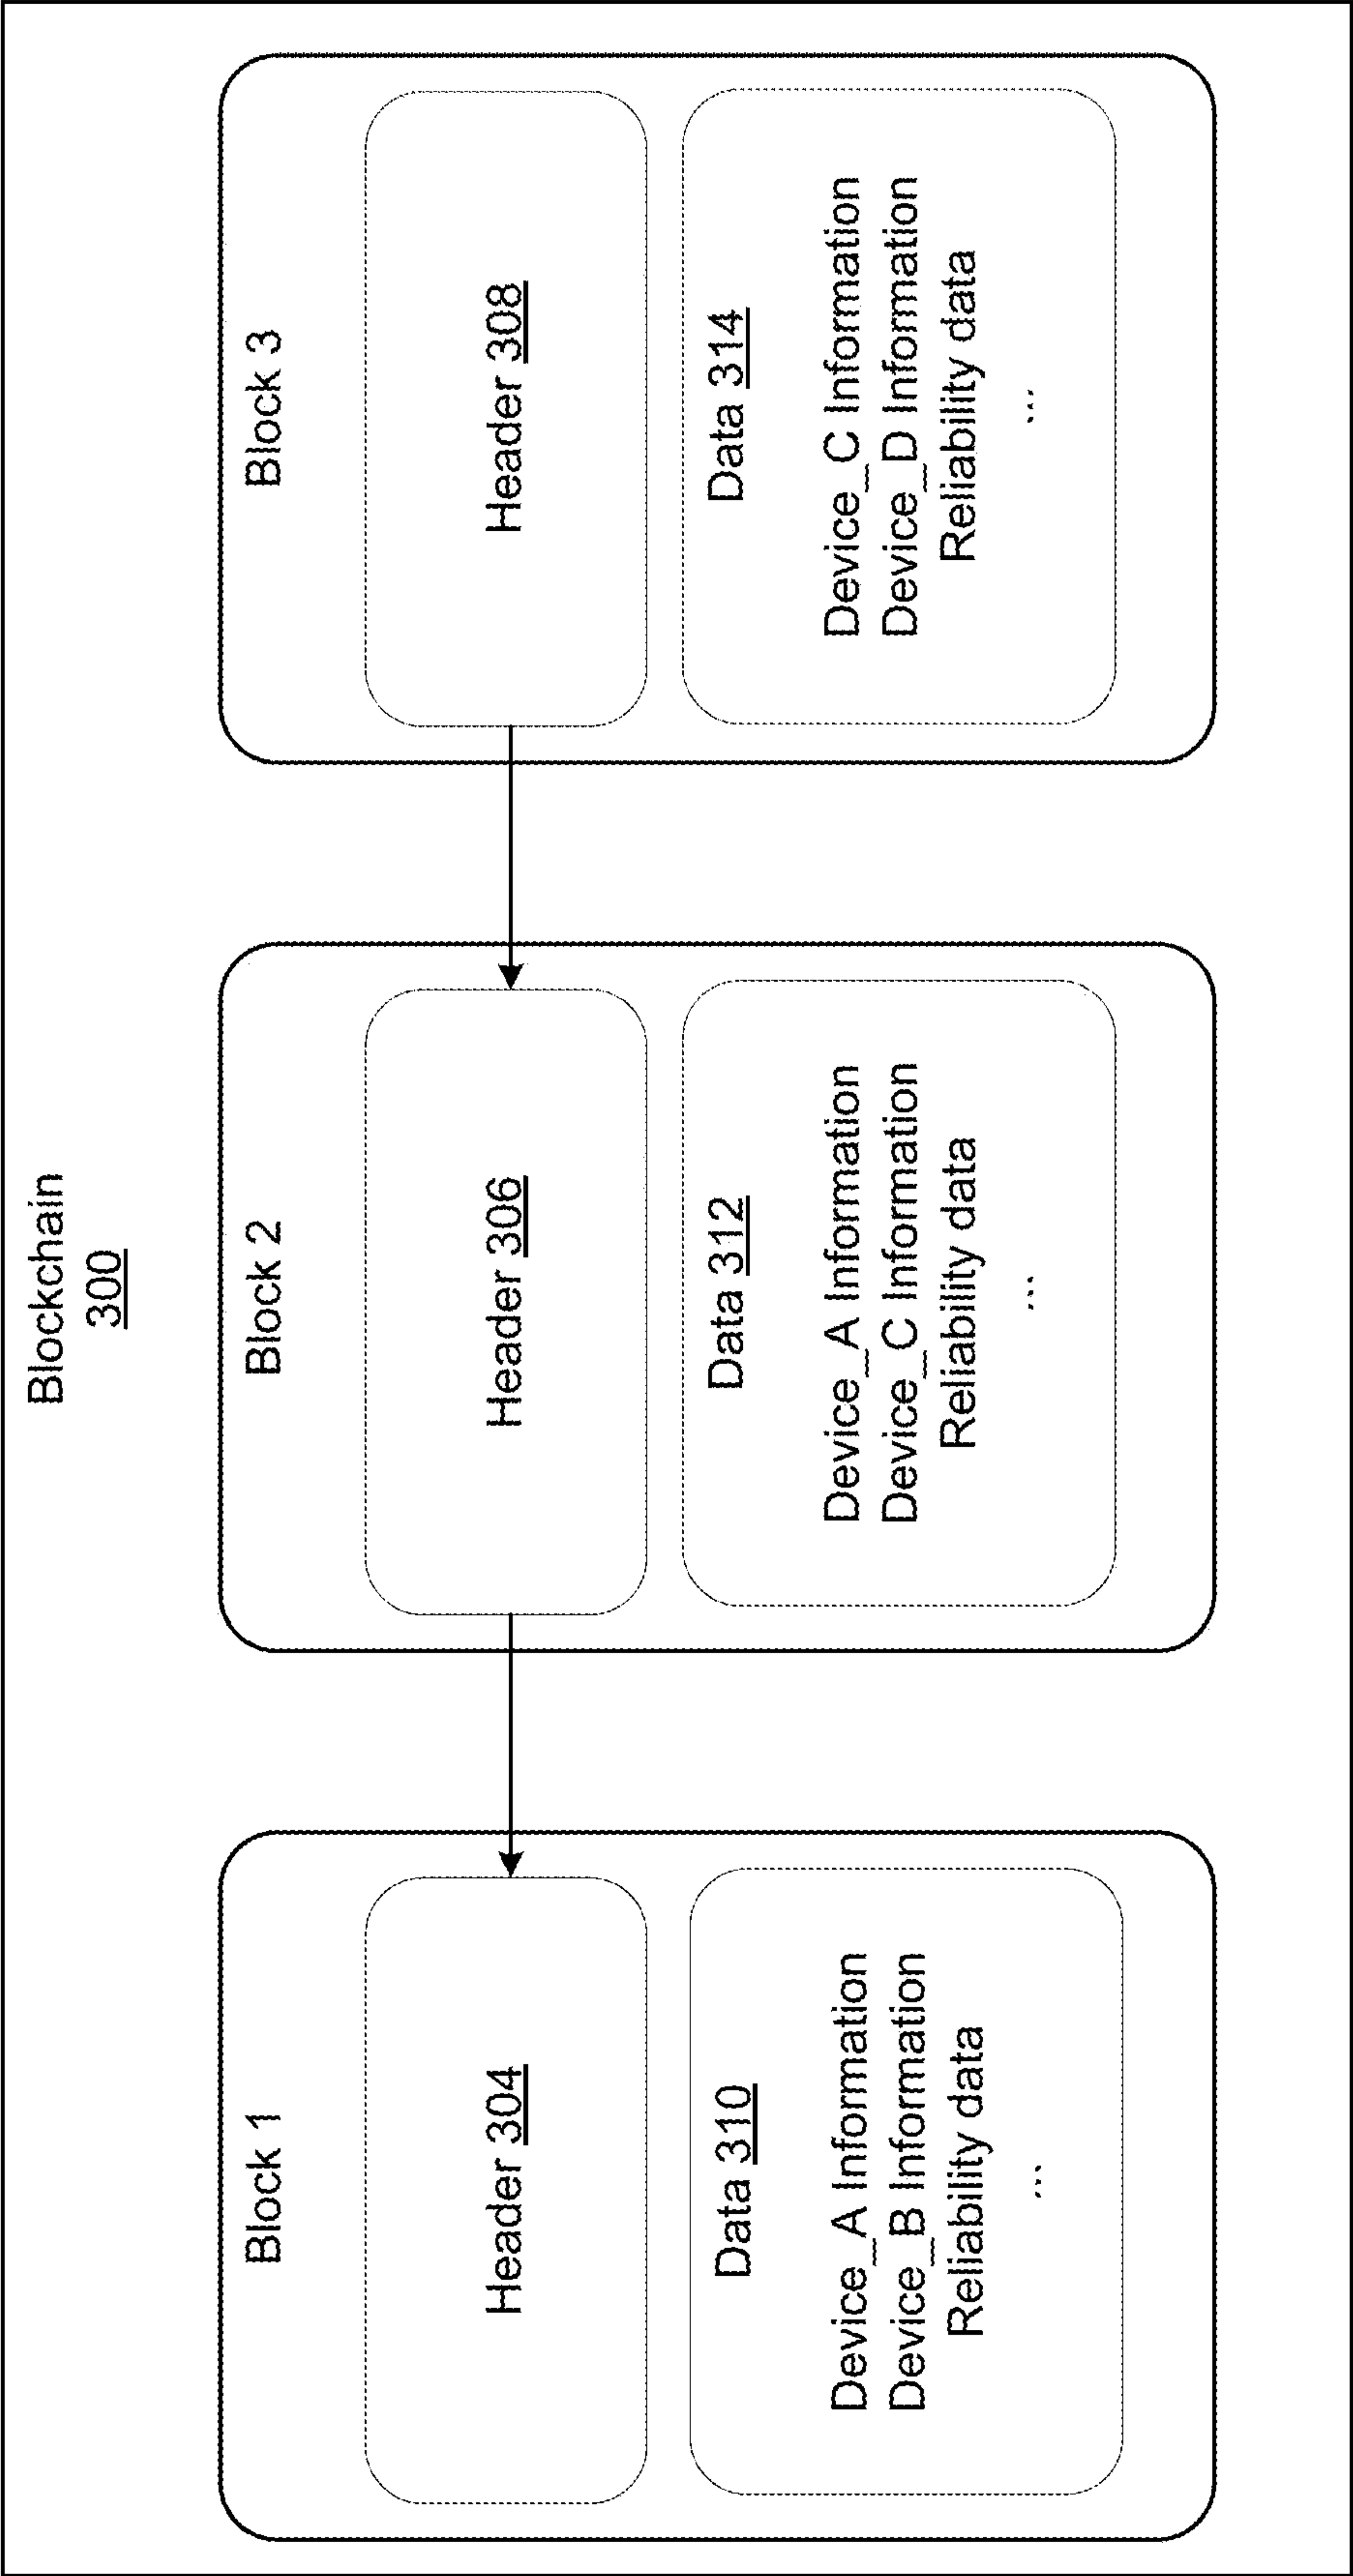 Blockchain
300
Block 1
Header 304
Data 310
Device_A Information
Device_B Information
Reliability data
...
Block 2
Header 306
Data 312
Device_A Information
Device_C Information
Reliability data
...
Block 3
Header 308
Data 314
Device_C Information
Device_D Information
Reliability data
...